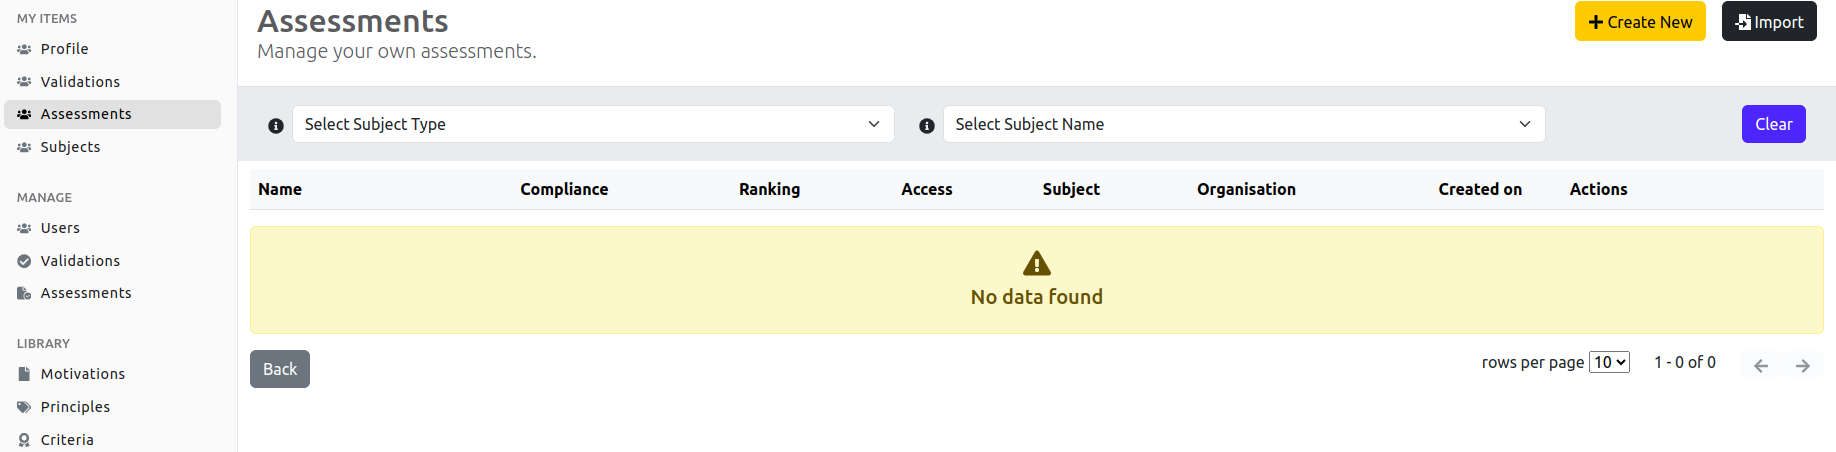 MY ITEMS
Profile
Validations
Assessments
Subjects
MANAGE
Users
Validations
Assessments
LIBRARY
Motivations
Principles
Criteria
Assessments
Manage your own assessments.
Create New
Import
Select Subject Type
Select Subject Name
Clear
Name Compliance Ranking Access Subject Organisation Created on Actions
No data found
Back
rows per page 10 1 - 0 of 0